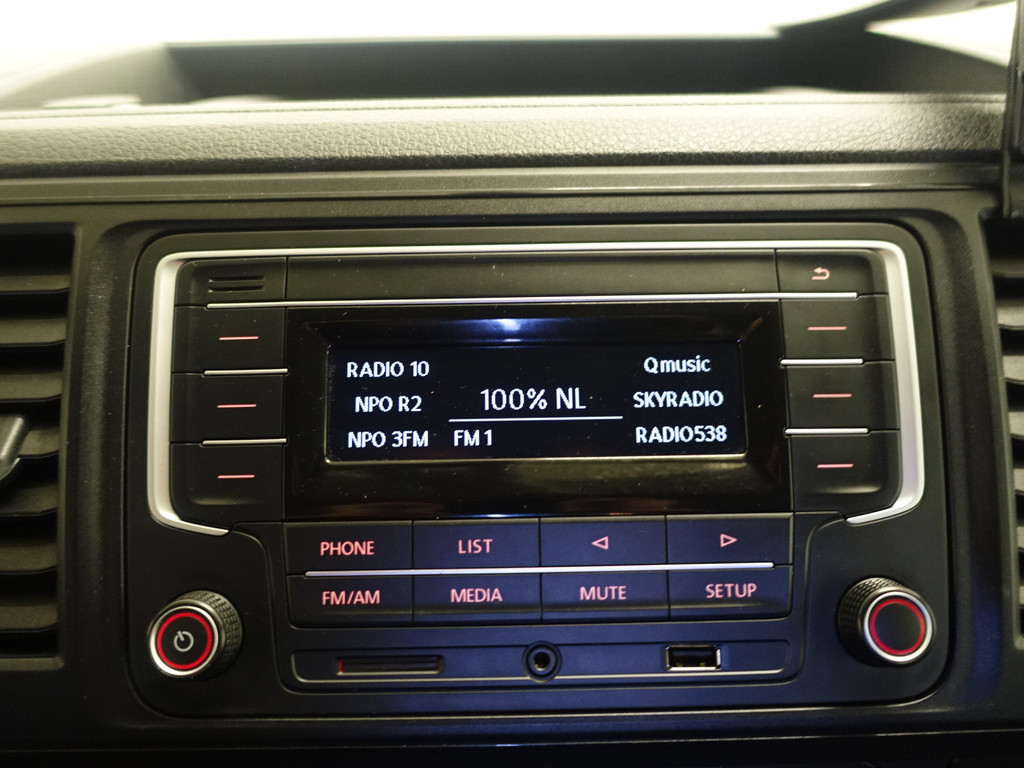 RADIO 10
Qmusic
NPO R2
100% NL
SKYRADIO
NPO 3FM
FM 1
RADIO538
PHONE
LIST
FM/AM
MEDIA
MUTE
SETUP